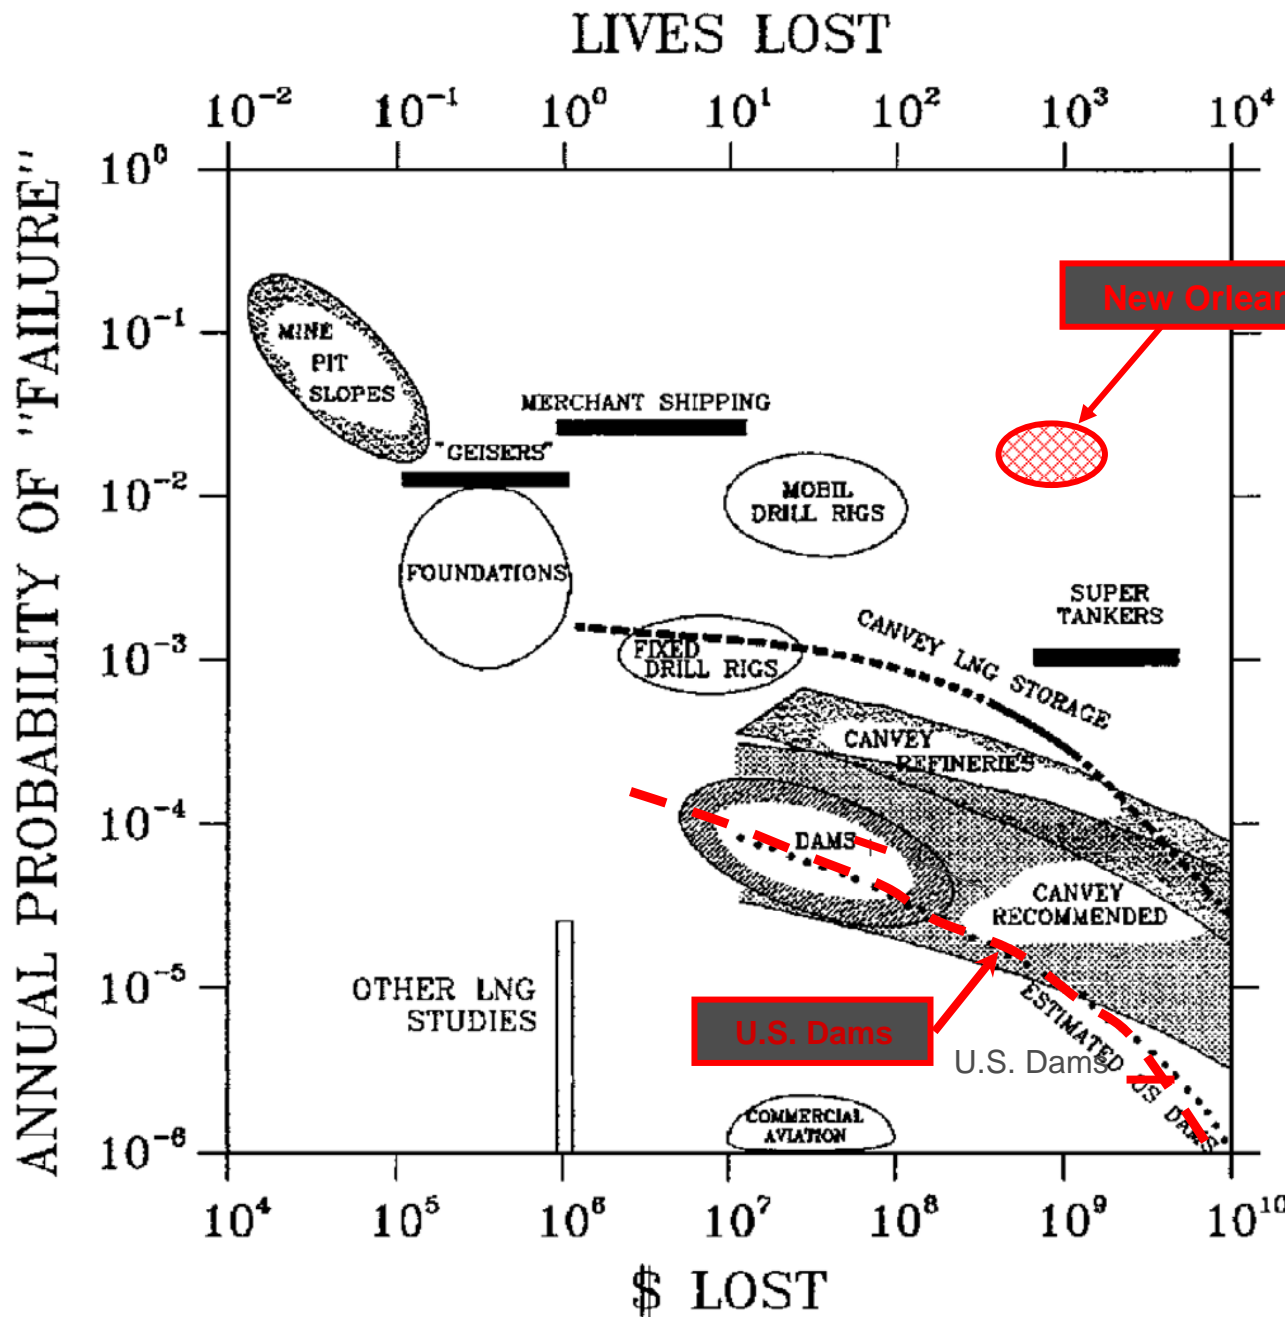 LIVES LOST
10⁻² 10⁻¹ 10⁰ 10¹ 10² 10³ 10⁴
ANNUAL PROBABILITY OF "FAILURE"
10⁰
10⁻¹
10⁻²
10⁻³
10⁻⁴
10⁻⁵
10⁻⁶
New Orlean
MINE
PIT
SLOPES
MERCHANT SHIPPING
"GEISERS"
MOBIL
DRILL RIGS
FOUNDATIONS
SUPER
TANKERS
FIXED
DRILL RIGS
CANVEY LNG STORAGE
CANVEY
REFINERIES
DAMS
CANVEY
RECOMMENDED
OTHER LNG
STUDIES
ESTIMATED US DAMS
U.S. Dams
U.S. Dams
COMMERCIAL
AVIATION
10⁴ 10⁵ 10⁶ 10⁷ 10⁸ 10⁹ 10¹⁰
$ LOST